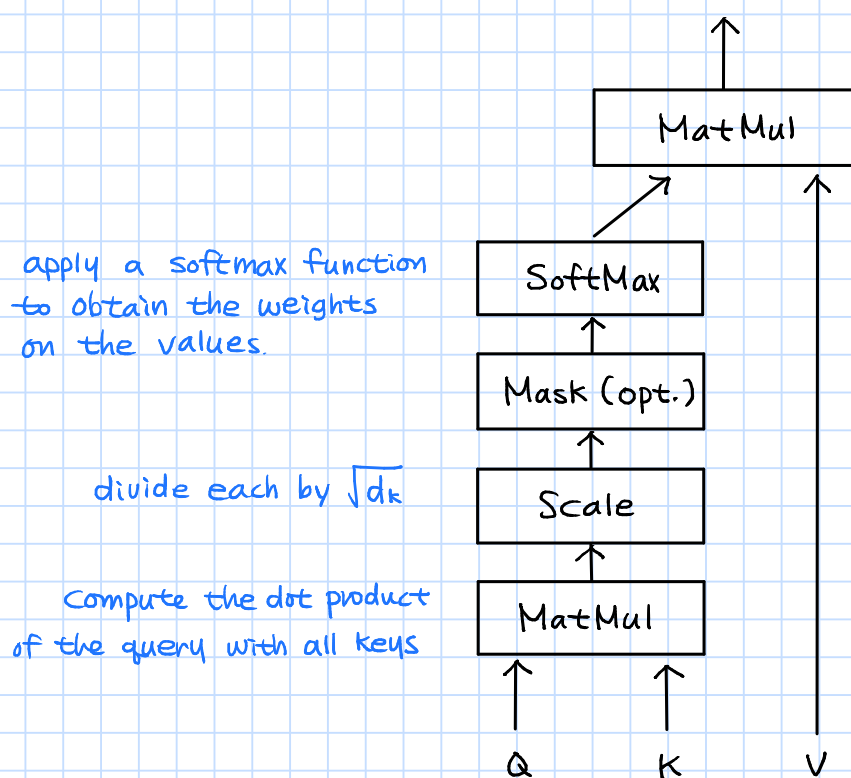 MatMul
apply a softmax function
to obtain the weights
on the values.
SoftMax
Mask (opt.)
divide each by √dk
Scale
Compute the dot product
of the query with all keys
MatMul
Q K V